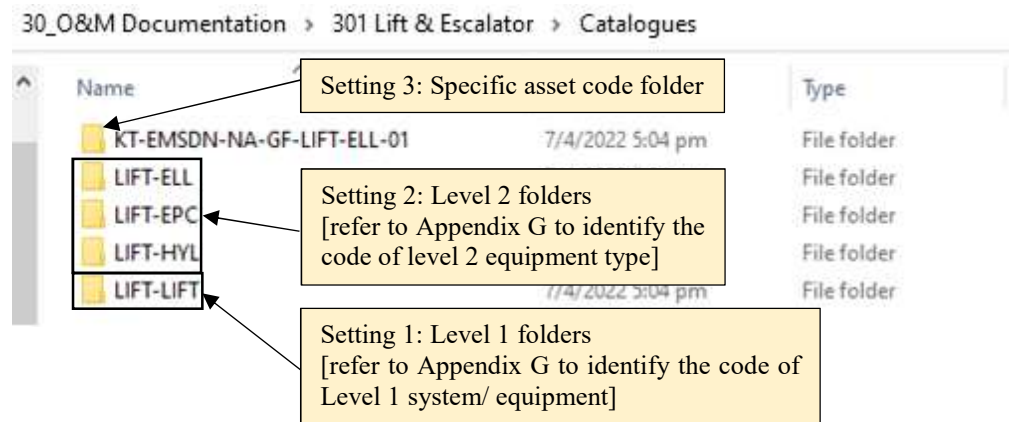 30_O&M Documentation > 301 Lift & Escalator > Catalogues
Name
Type
Setting 3: Specific asset code folder
KT-EMSDN-NA-GF-LIFT-ELL-01 7/4/2022 5:04 pm File folder
LIFT-ELL File folder
Setting 2: Level 2 folders
[refer to Appendix G to identify the
code of level 2 equipment type]
LIFT-EPC File folder
LIFT-HYL File folder
LIFT-LIFT 7/4/2022 5:04 pm File folder
Setting 1: Level 1 folders
[refer to Appendix G to identify the code of
Level 1 system/ equipment]